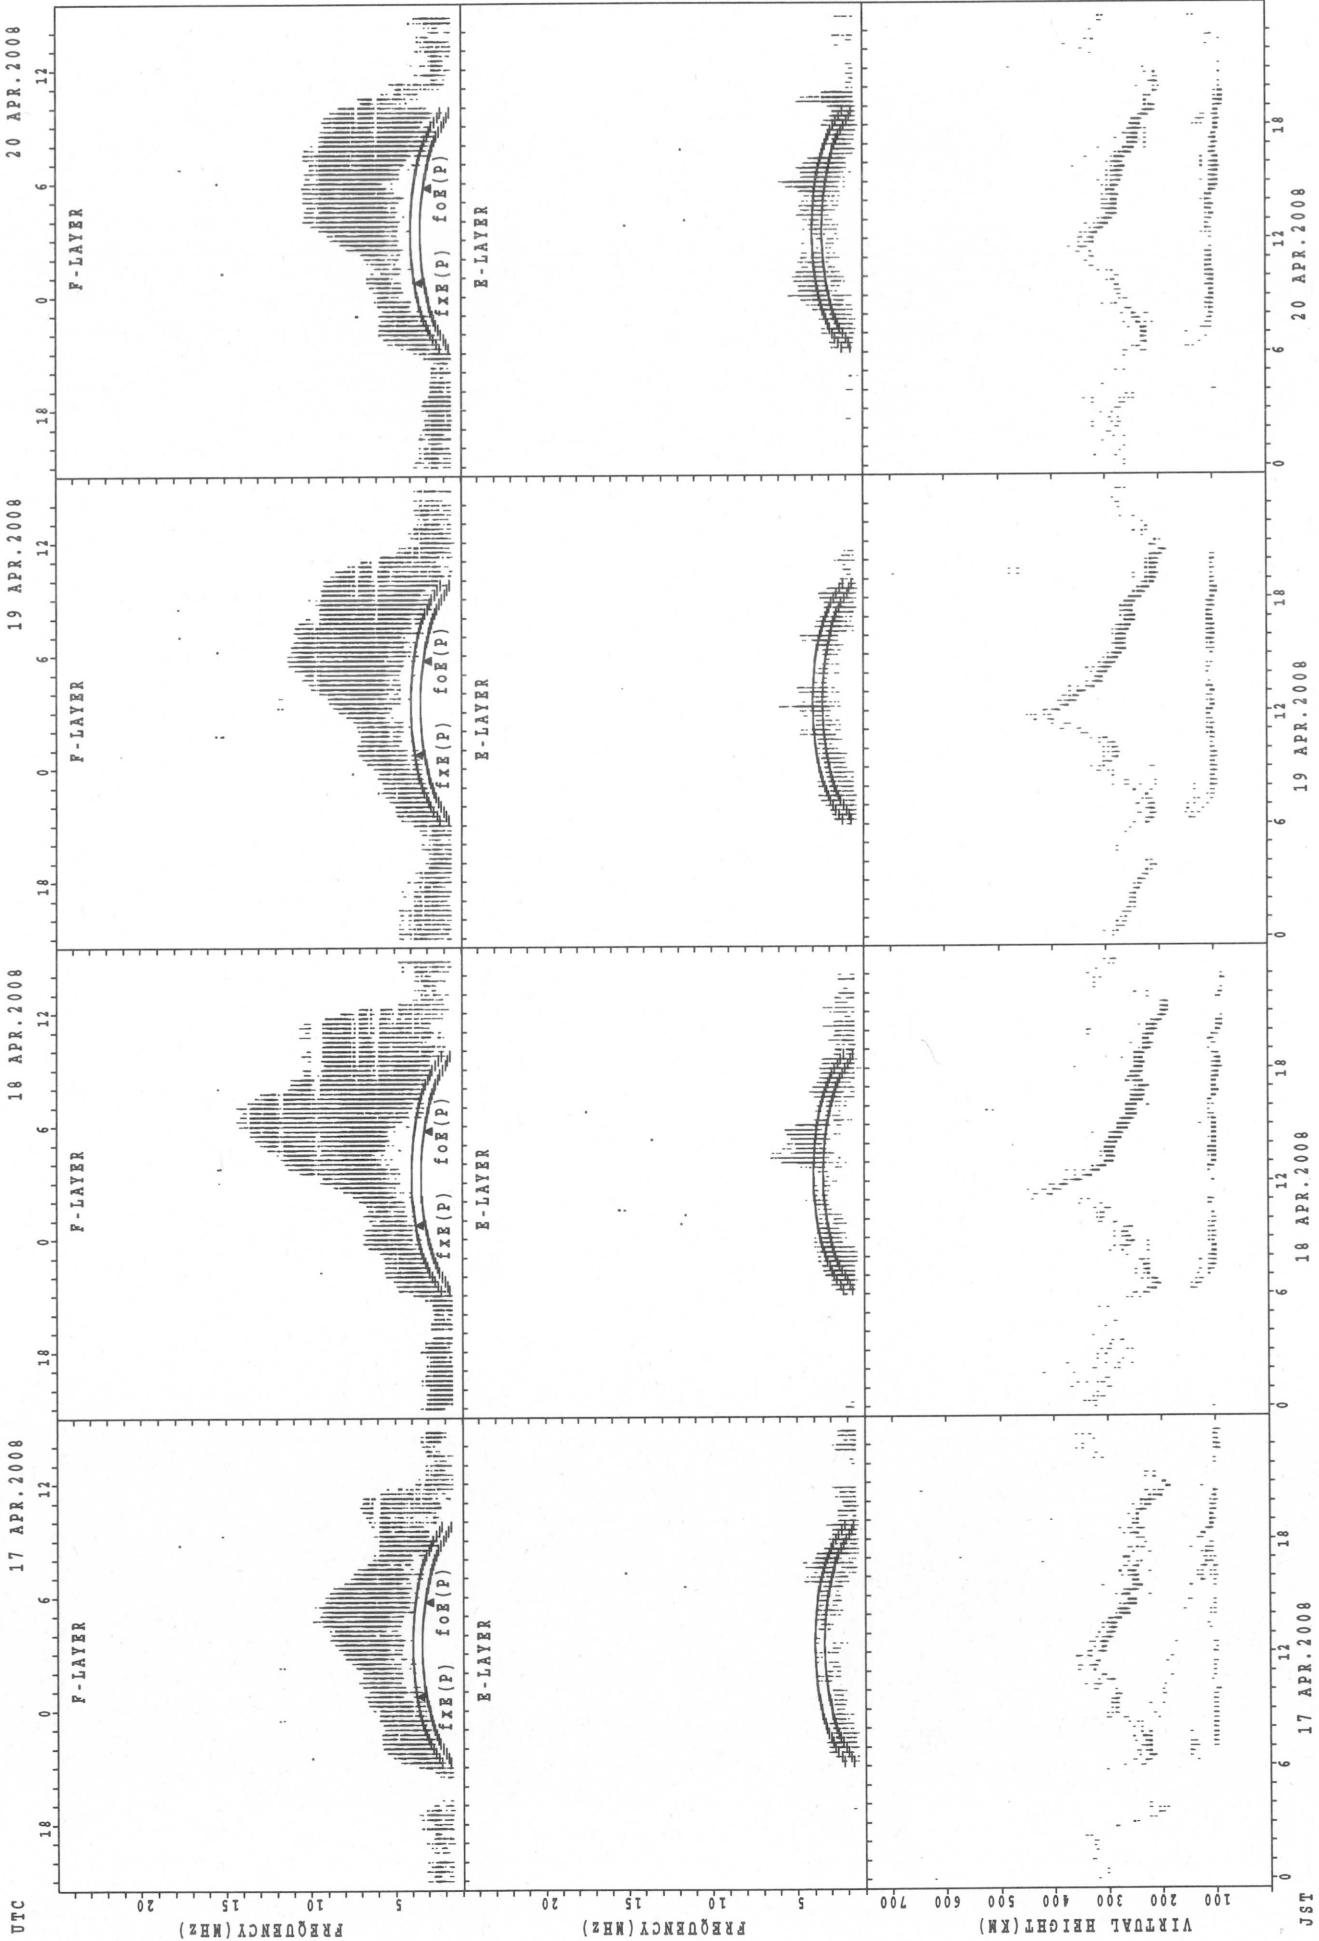 UTC 17 APR.2008 18 APR.2008 19 APR.2008 20 APR.2008
18 0 6 12 18 0 6 12 18 0 6 12 18 0 6 12
F-LAYER F-LAYER F-LAYER F-LAYER
FREQUENCY(MHZ)
20
15
10
5
fxE(P) foE(P) fxE(P) foE(P) fxE(P) foE(P) fxE(P) foE(P)
E-LAYER E-LAYER E-LAYER E-LAYER
FREQUENCY(MHZ)
20
15
10
5
VIRTUAL HEIGHT(KM)
700
600
500
400
300
200
100
0 6 12 18 0 6 12 18 0 6 12 18 0 6 12 18
JST 17 APR.2008 18 APR.2008 19 APR.2008 20 APR.2008